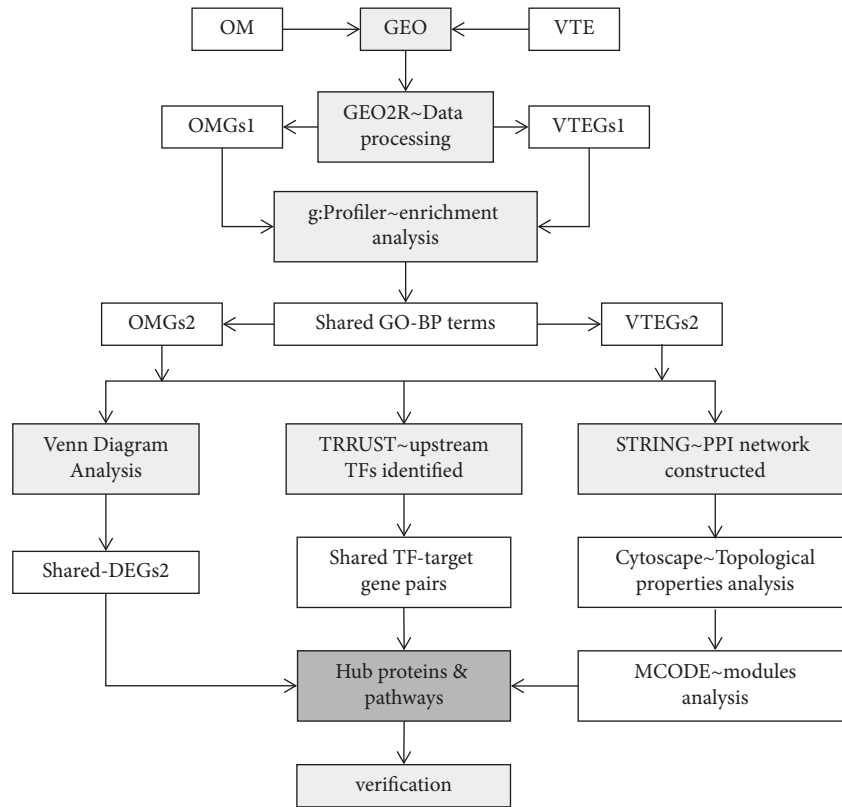 OM
GEO
VTE
OMGs1
GEO2R~Data
processing
VTEGs1
g:Profiler~enrichment
analysis
OMGs2
Shared GO-BP terms
VTEGs2
Venn Diagram
Analysis
TRRUST~upstream
TFs identified
STRING~PPI network
constructed
Shared-DEGs2
Shared TF-target
gene pairs
Cytoscape~Topological
properties analysis
Hub proteins &
pathways
MCODE~modules
analysis
verification